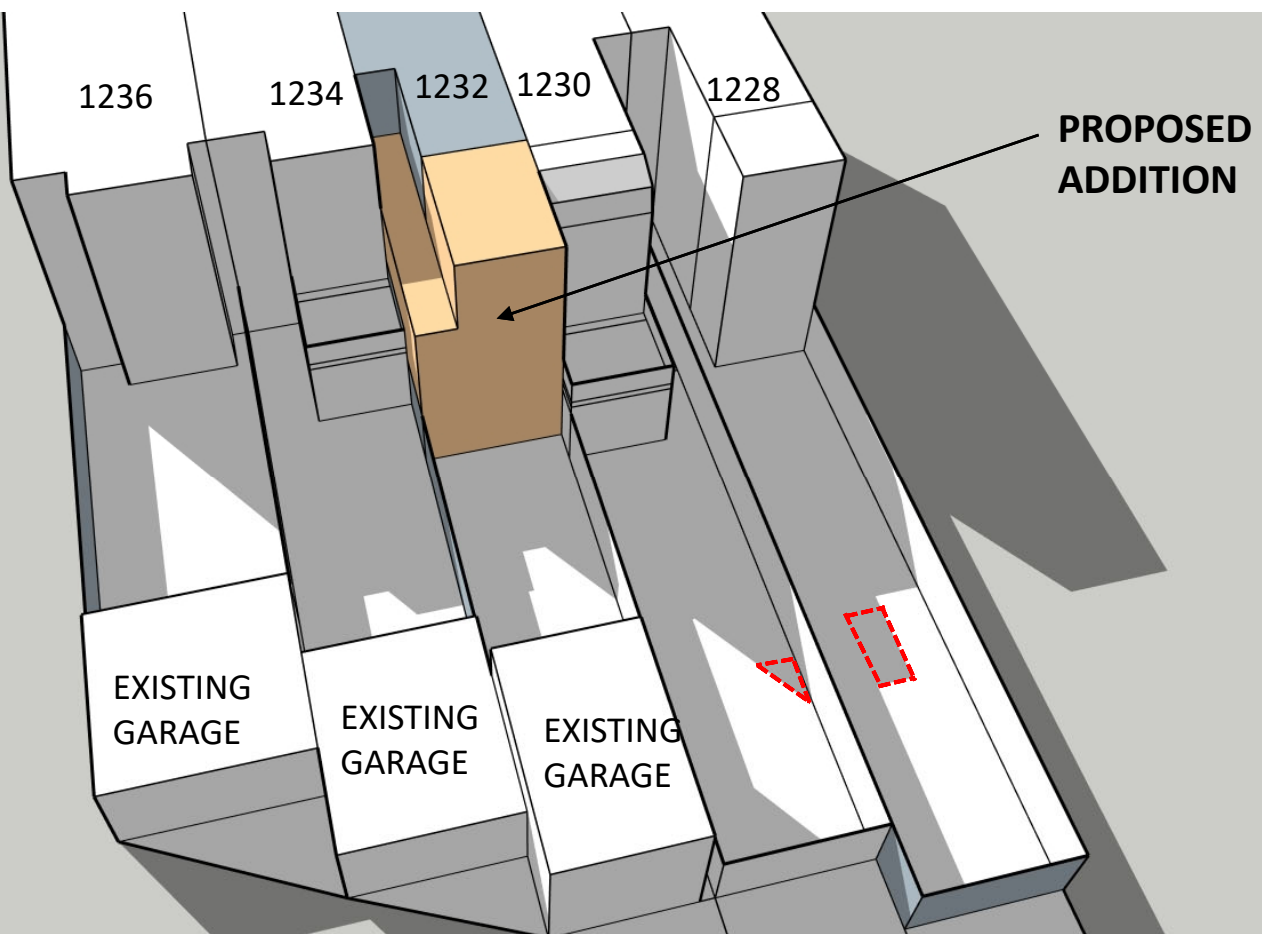 1236
1234
1232
1230
1228
PROPOSED
ADDITION
EXISTING
GARAGE
EXISTING
GARAGE
EXISTING
GARAGE